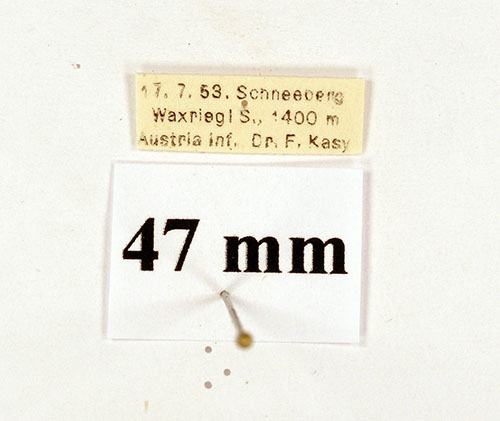 17. 7. 53. Schneeberg
Waxriegl S., 1400 m
Austria inf. Dr. F. Kasy
47 mm